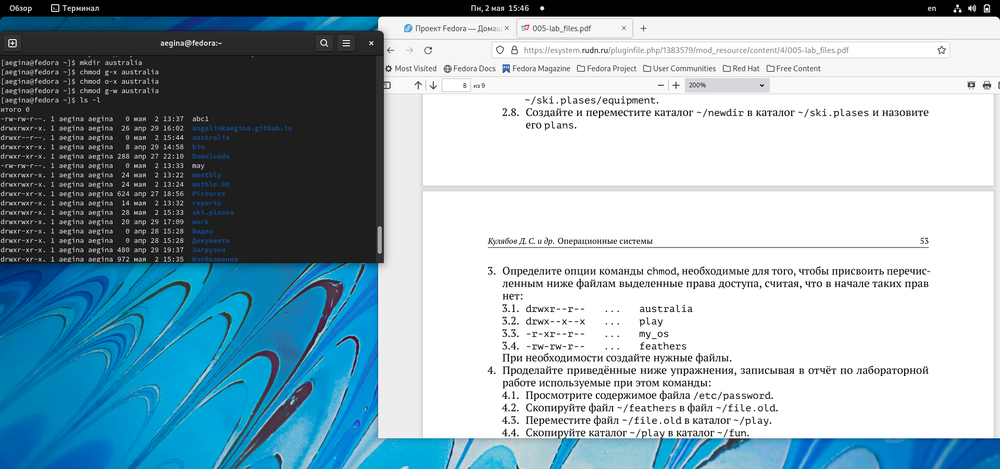 Обзор
Терминал
Пн, 2 мая 15:46
en
aegina@fedora:~
[aegina@fedora ~]$ mkdir australia
[aegina@fedora ~]$ chmod g-x australia
[aegina@fedora ~]$ chmod o-x australia
[aegina@fedora ~]$ chmod g-w australia
[aegina@fedora ~]$ ls -l
итого 0
-rw-rw-r--. 1 aegina aegina   0 мая  2 13:37  abc1
drwxrwxr-x. 1 aegina aegina  26 апр 29 16:02  angelinkaegina.github.io
drwxr--r--. 1 aegina aegina   0 мая  2 15:44  australia
drwxr-xr-x. 1 aegina aegina   8 апр 29 14:58  bin
drwxr-xr-x. 1 aegina aegina 288 апр 27 22:10  Downloads
-rw-rw-r--. 1 aegina aegina   0 мая  2 13:33  may
drwxrwxr-x. 1 aegina aegina  24 мая  2 13:22  monthly
drwxrwxr-x. 1 aegina aegina  24 мая  2 13:24  mothle.00
drwxr-xr-x. 1 aegina aegina 624 апр 27 18:56  Pictures
drwxrwxr-x. 1 aegina aegina  14 мая  2 13:32  reports
drwxrwxr-x. 1 aegina aegina  28 мая  2 15:33  ski.plases
drwxrwxr-x. 1 aegina aegina  20 апр 29 17:09  work
drwxr-xr-x. 1 aegina aegina   0 апр 28 15:28  Видео
drwxr-xr-x. 1 aegina aegina   0 апр 28 15:28  Документы
drwxr-xr-x. 1 aegina aegina 480 апр 29 19:37  Загрузки
drwxr-xr-x. 1 aegina aegina 972 мая  2 15:35  Изображения
Проект Fedora — Домаш
005-lab_files.pdf
https://esystem.rudn.ru/pluginfile.php/1383579/mod_resource/content/4/005-lab_files.pdf
Most Visited
Fedora Docs
Fedora Magazine
Fedora Project
User Communities
Red Hat
Free Content
8 из 9
200%
~/ski.plases/equipment.
2.8. Создайте и переместите каталог ~/newdir в каталог ~/ski.plases и назовите
его plans.
Кулябов Д. С. и др. Операционные системы 53
3. Определите опции команды chmod, необходимые для того, чтобы присвоить перечис-
ленным ниже файлам выделенные права доступа, считая, что в начале таких прав
нет:
3.1. drwxr--r-- ... australia
3.2. drwx--x--x ... play
3.3. -r-xr--r-- ... my_os
3.4. -rw-rw-r-- ... feathers
При необходимости создайте нужные файлы.
4. Проделайте приведённые ниже упражнения, записывая в отчёт по лабораторной
работе используемые при этом команды:
4.1. Просмотрите содержимое файла /etc/password.
4.2. Скопируйте файл ~/feathers в файл ~/file.old.
4.3. Переместите файл ~/file.old в каталог ~/play.
4.4. Скопируйте каталог ~/play в каталог ~/fun.